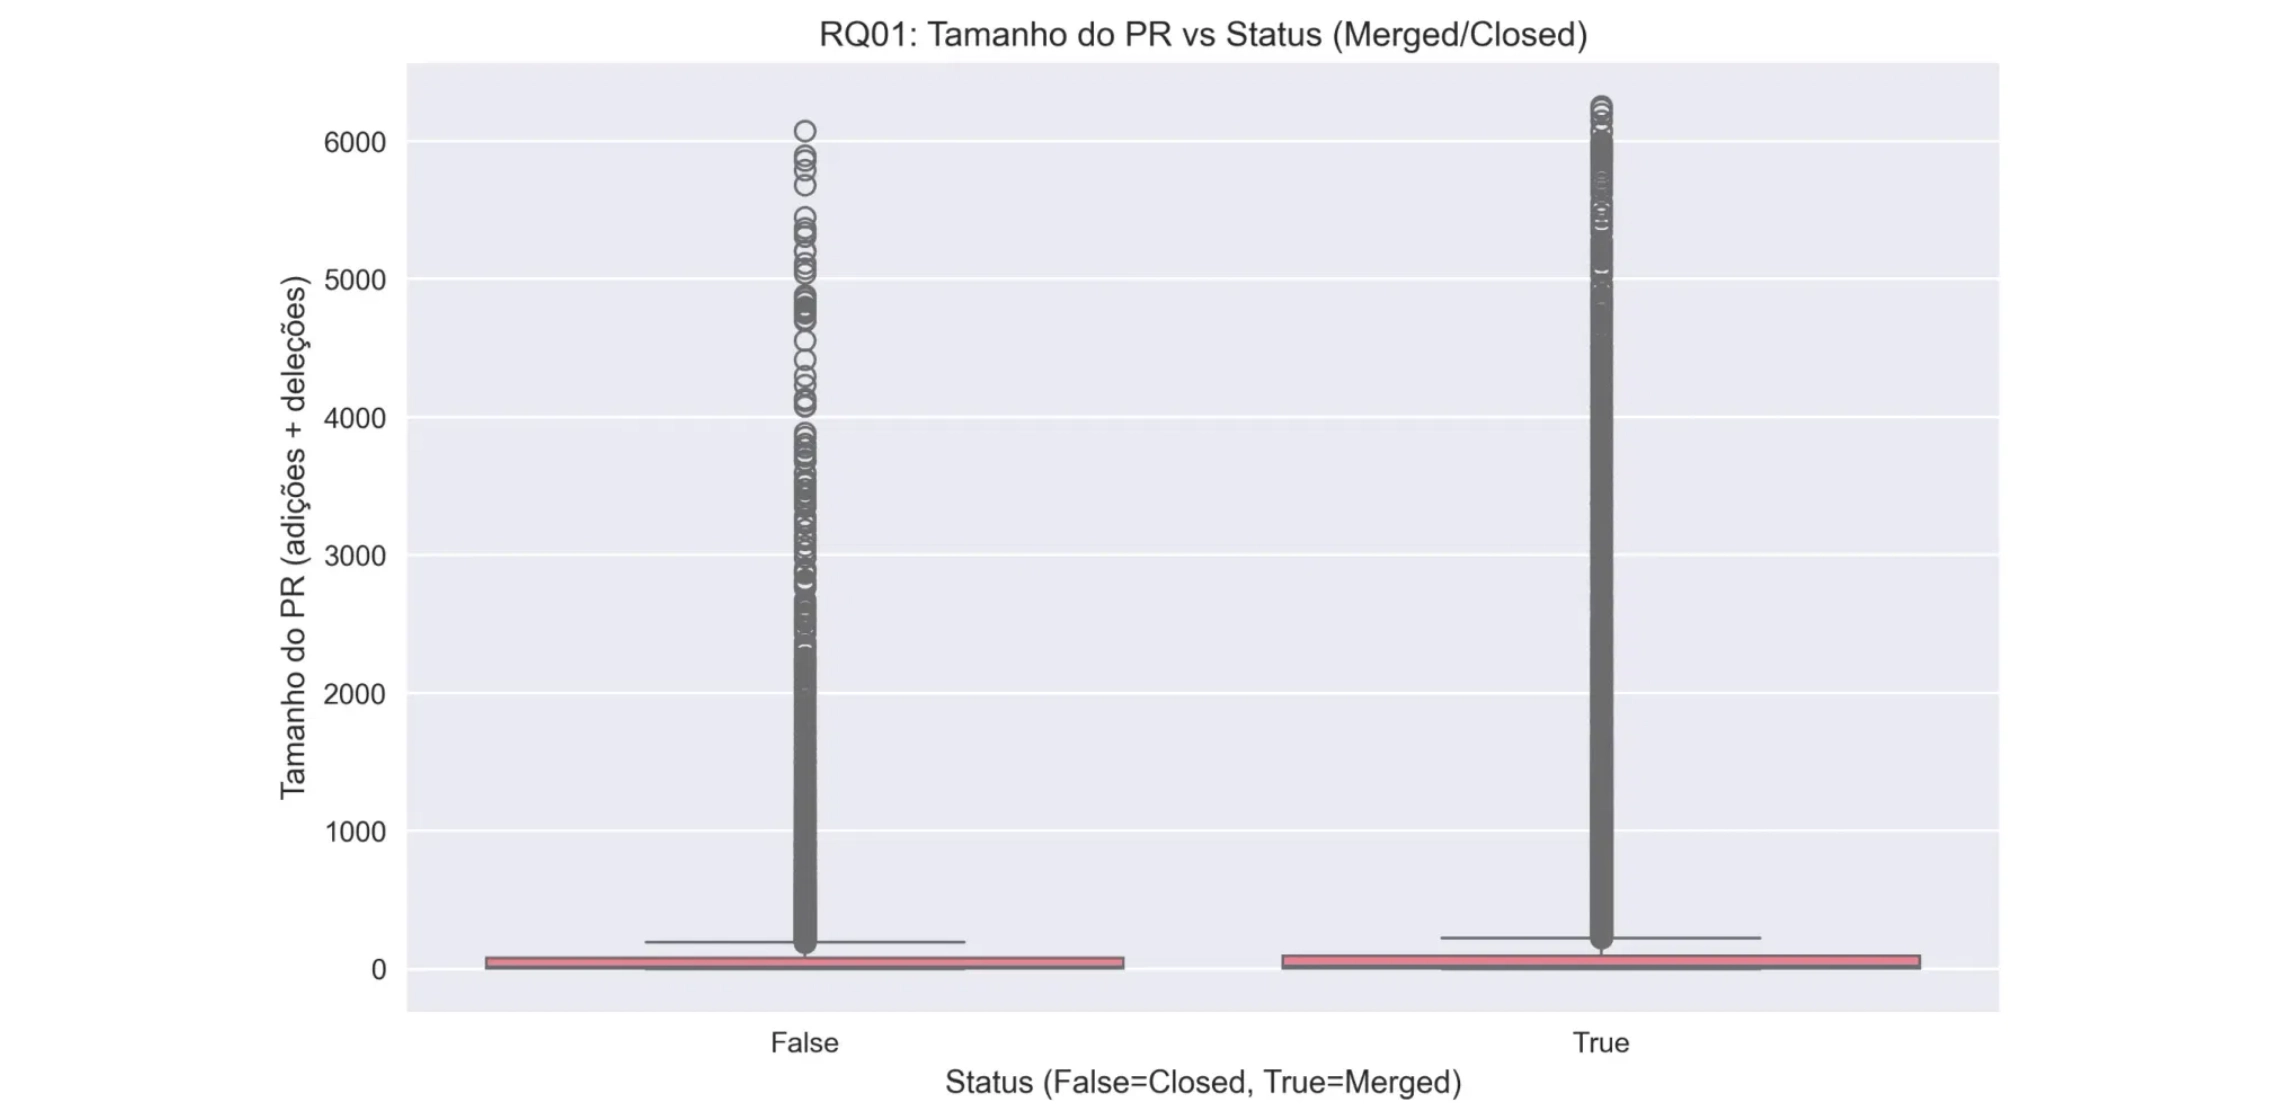 RQ01: Tamanho do PR vs Status (Merged/Closed)
Tamanho do PR (adições + deleções)
6000
5000
4000
3000
2000
1000
0
False
True
Status (False=Closed, True=Merged)